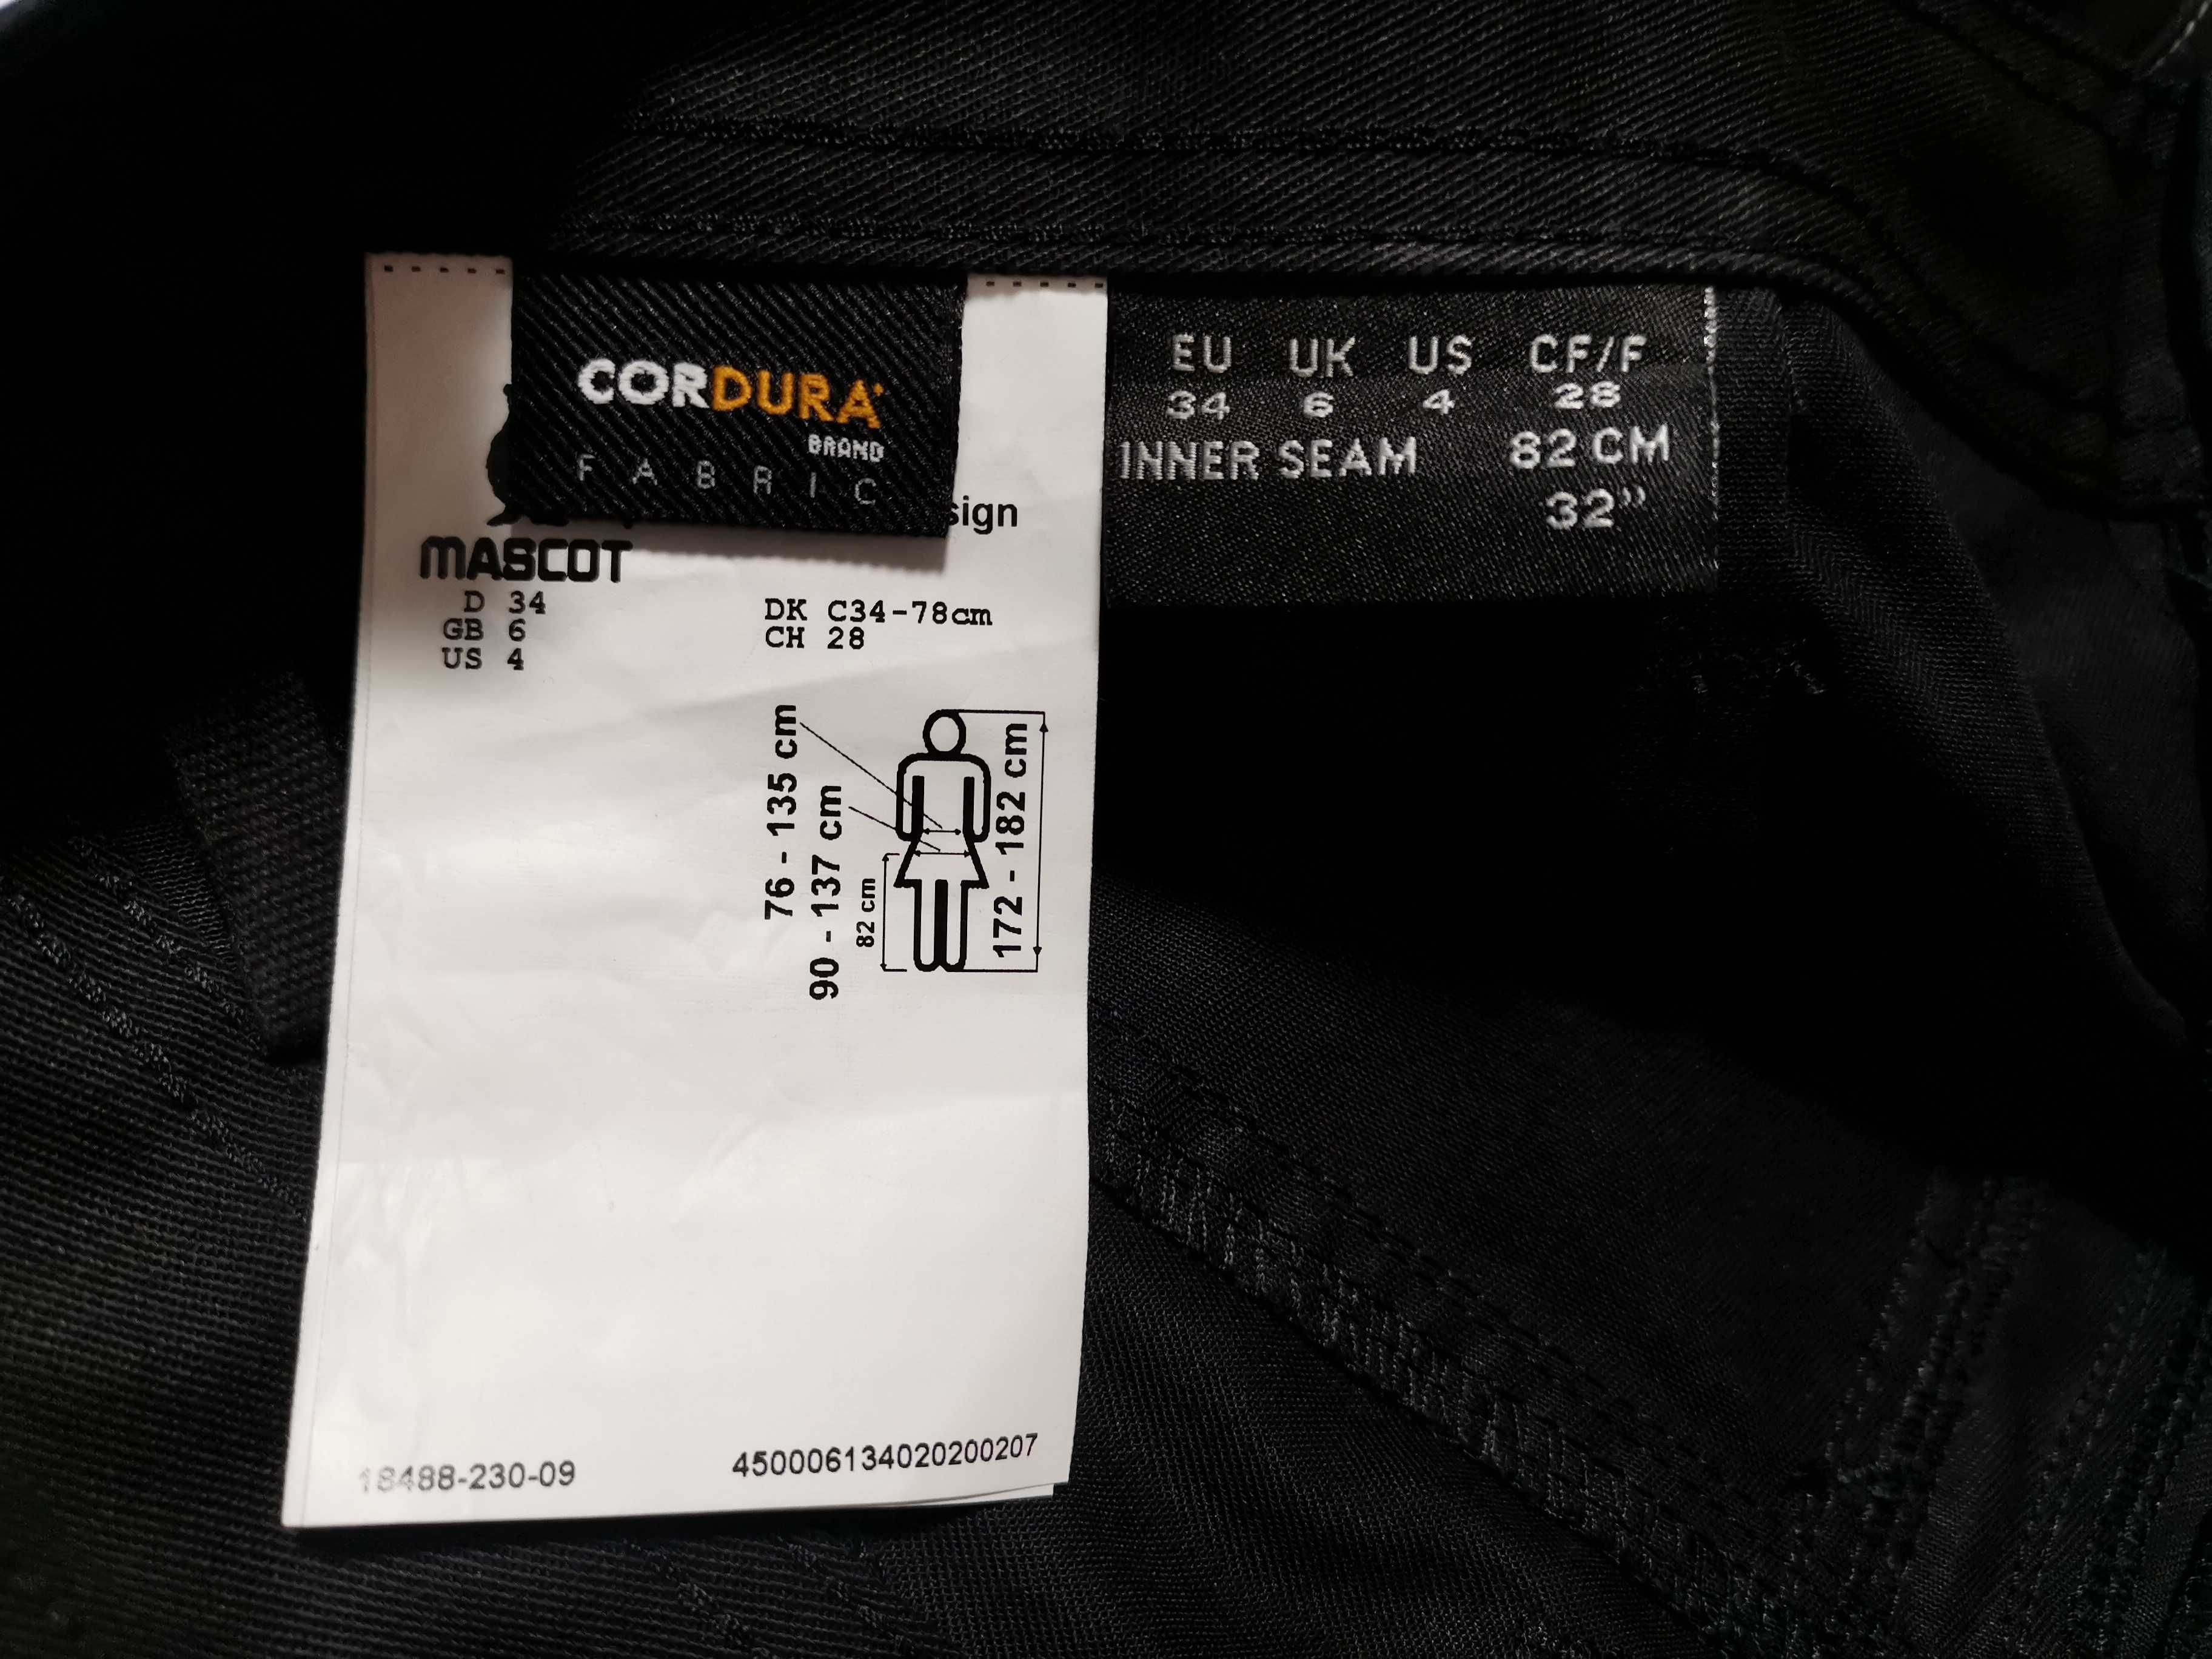 CORDURA
BRAND
FABRIC
sign
MASCOT
D 34
GB 6
US 4
DK C34-78cm
CH 28
76 - 135 cm
90 - 137 cm
82 cm
172 - 182 cm
18488-230-09
450006134020200207
EU UK US CF/F
34 6 4 28
INNER SEAM 82 CM
32"